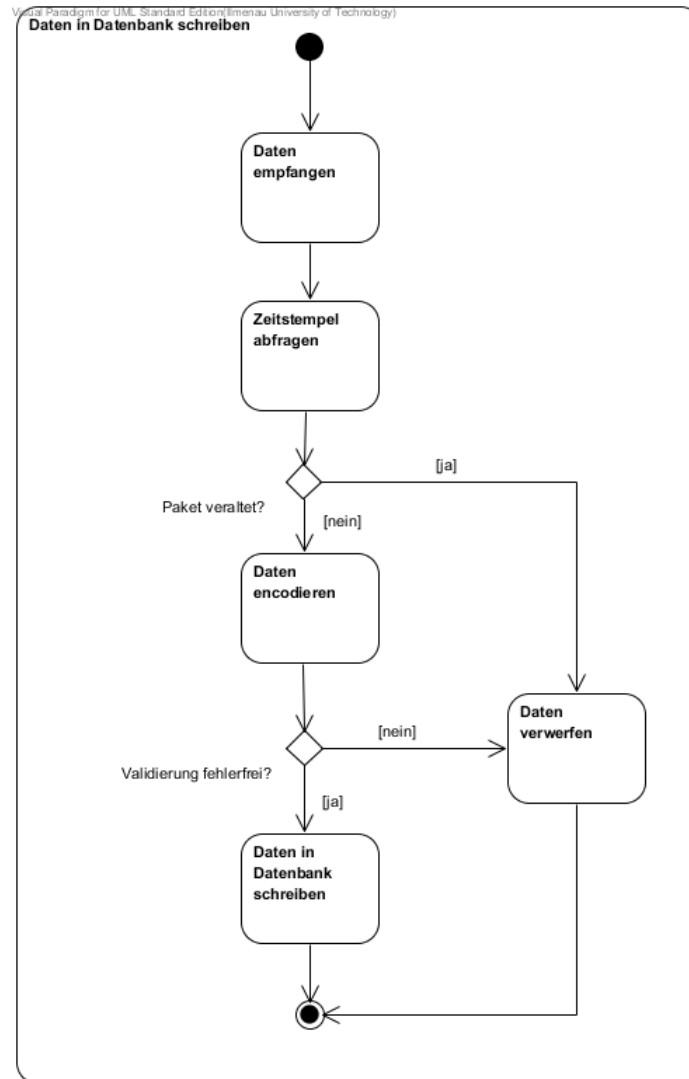 Visual Paradigm for UML Standard Edition(Ilmenau University of Technology)
Daten in Datenbank schreiben
Daten
empfangen
Zeitstempel
abfragen
[ja]
Paket veraltet?
[nein]
Daten
encodieren
Daten
verwerfen
[nein]
Validierung fehlerfrei?
[ja]
Daten in
Datenbank
schreiben